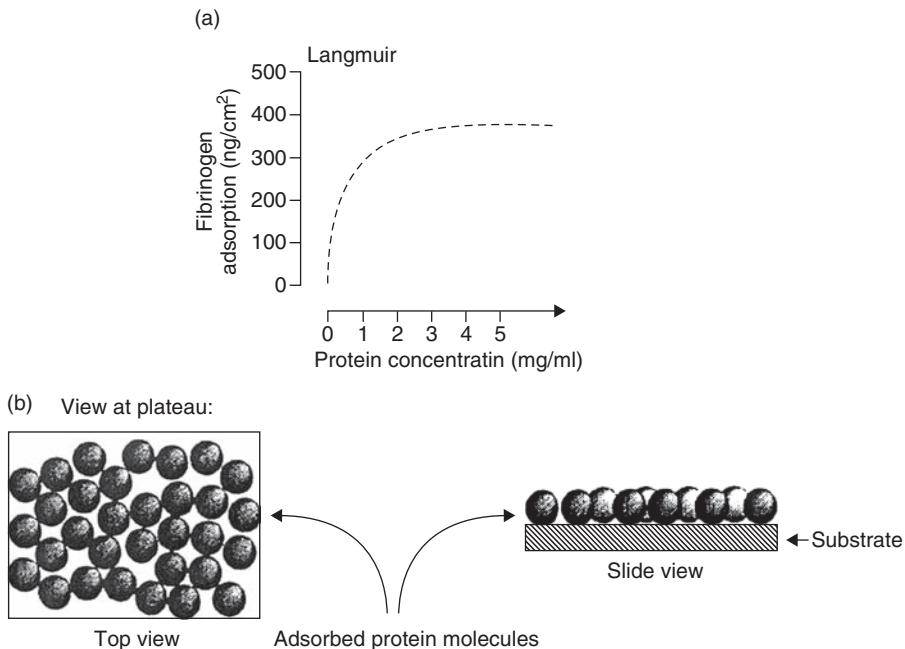 (a)
Langmuir
Fibrinogen
adsorption (ng/cm²)
500
400
300
200
100
0
0 1 2 3 4 5
Protein concentratin (mg/ml)
(b) View at plateau:
Substrate
Slide view
Top view
Adsorbed protein molecules